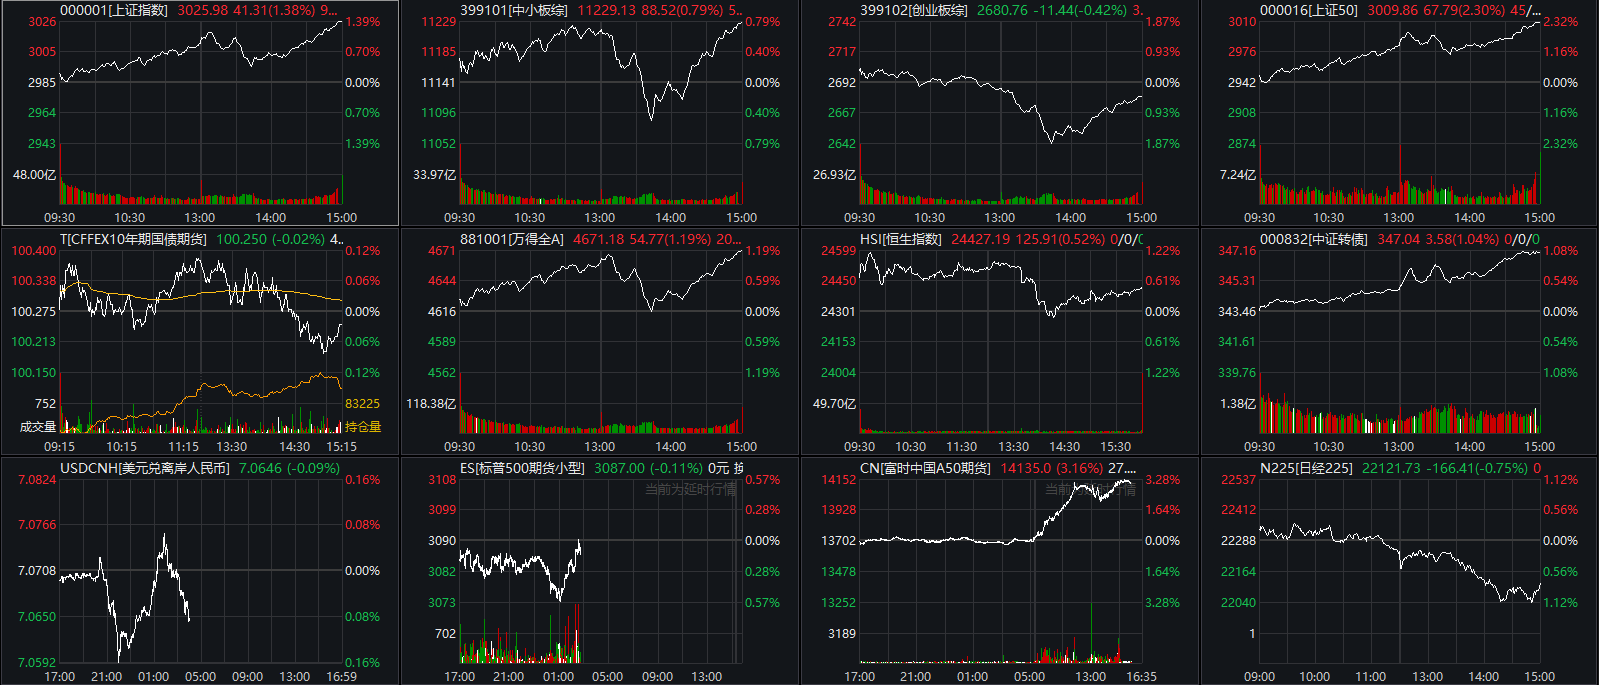 000001[上证指数] 3025.98 41.31(1.38%) 9...
3026 1.39%
3005 0.70%
2985 0.00%
2964 0.70%
2943 1.39%
48.00亿
09:30 10:30 13:00 14:00 15:00
399101[中小板综] 11229.13 88.52(0.79%) 5...
11229 0.79%
11185 0.40%
11141 0.00%
11096 0.40%
11052 0.79%
33.97亿
09:30 10:30 13:00 14:00 15:00
399102[创业板综] 2680.76 -11.44(-0.42%) 3.
2742 1.87%
2717 0.93%
2692 0.00%
2667 0.93%
2642 1.87%
26.93亿
09:30 10:30 13:00 14:00 15:00
000016[上证50] 3009.86 67.79(2.30%) 45/...
3010 2.32%
2976 1.16%
2942 0.00%
2908 1.16%
2874 2.32%
7.24亿
09:30 10:30 13:00 14:00 15:00
T[CFFEX10年期国债期货] 100.250 (-0.02%) 4..
100.400 0.12%
100.338 0.06%
100.275 0.00%
100.213 0.06%
100.150 0.12%
752 83225
成交量 持仓量
09:15 10:15 11:15 13:30 14:30 15:15
881001[万得全A] 4671.18 54.77(1.19%) 20...
4671 1.19%
4644 0.59%
4616 0.00%
4589 0.59%
4562 1.19%
118.38亿
09:30 10:30 13:00 14:00 15:00
HSI[恒生指数] 24427.19 125.91(0.52%) 0/0/0
24599 1.22%
24450 0.61%
24301 0.00%
24153 0.61%
24004 1.22%
49.70亿
09:30 10:30 11:30 13:30 14:30 15:30
000832[中证转债] 347.04 3.58(1.04%) 0/0/0
347.16 1.08%
345.31 0.54%
343.46 0.00%
341.61 0.54%
339.76 1.08%
1.38亿
09:30 10:30 13:00 14:00 15:00
USDCNH[美元兑离岸人民币] 7.0646 (-0.09%)
7.0824 0.16%
7.0766 0.08%
7.0708 0.00%
7.0650 0.08%
7.0592 0.16%
17:00 21:00 01:00 05:00 09:00 13:00 16:59
ES[标普500期货小型] 3087.00 (-0.11%) 0元
当前为延时行情
3108 0.57%
3099 0.28%
3090 0.00%
3082 0.28%
3073 0.57%
702
17:00 21:00 01:00 05:00 09:00 13:00
CN[富时中国A50期货] 14135.0 (3.16%) 27....
当前为延时行情
14152 3.28%
13928 1.64%
13702 0.00%
13478 1.64%
13252 3.28%
3189
17:00 21:00 01:00 05:00 13:00 16:35
N225[日经225] 22121.73 -166.41(-0.75%) 0
22537 1.12%
22412 0.56%
22288 0.00%
22164 0.56%
22040 1.12%
1
09:00 10:00 11:00 13:00 14:00 15:00